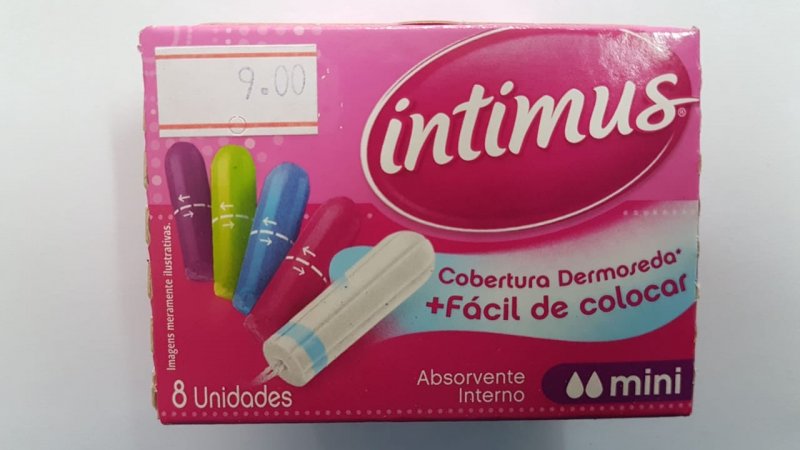 9.00
intimus®
Cobertura Dermoseda*
+Fácil de colocar
Imagens meramente ilustrativas.
8 Unidades
Absorvente
Interno
mini